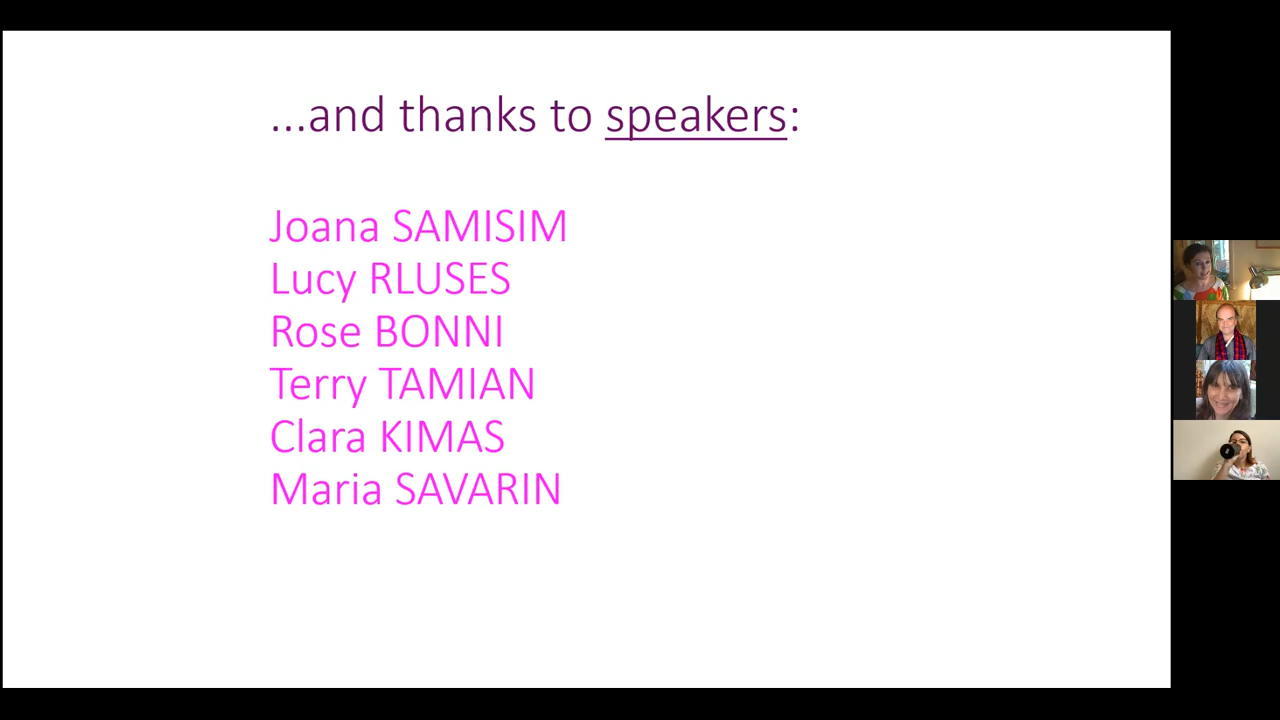 ...and thanks to speakers:
Joana SAMISIM
Lucy RLUSES
Rose BONNI
Terry TAMIAN
Clara KIMAS
Maria SAVARIN